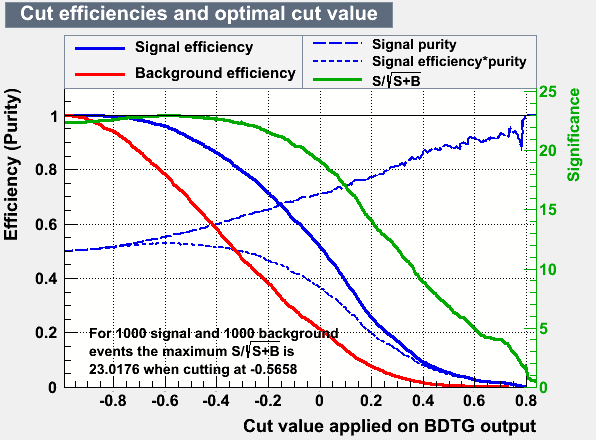 Cut efficiencies and optimal cut value
Signal efficiency
Background efficiency
Signal purity
Signal efficiency*purity
S/√S+B
Efficiency (Purity)
1
0.8
0.6
0.4
0.2
0
For 1000 signal and 1000 background
events the maximum S/√S+B is
23.0176 when cutting at -0.5658
25
20
15
10
5
0
Significance
-0.8 -0.6 -0.4 -0.2 0 0.2 0.4 0.6 0.8
Cut value applied on BDTG output